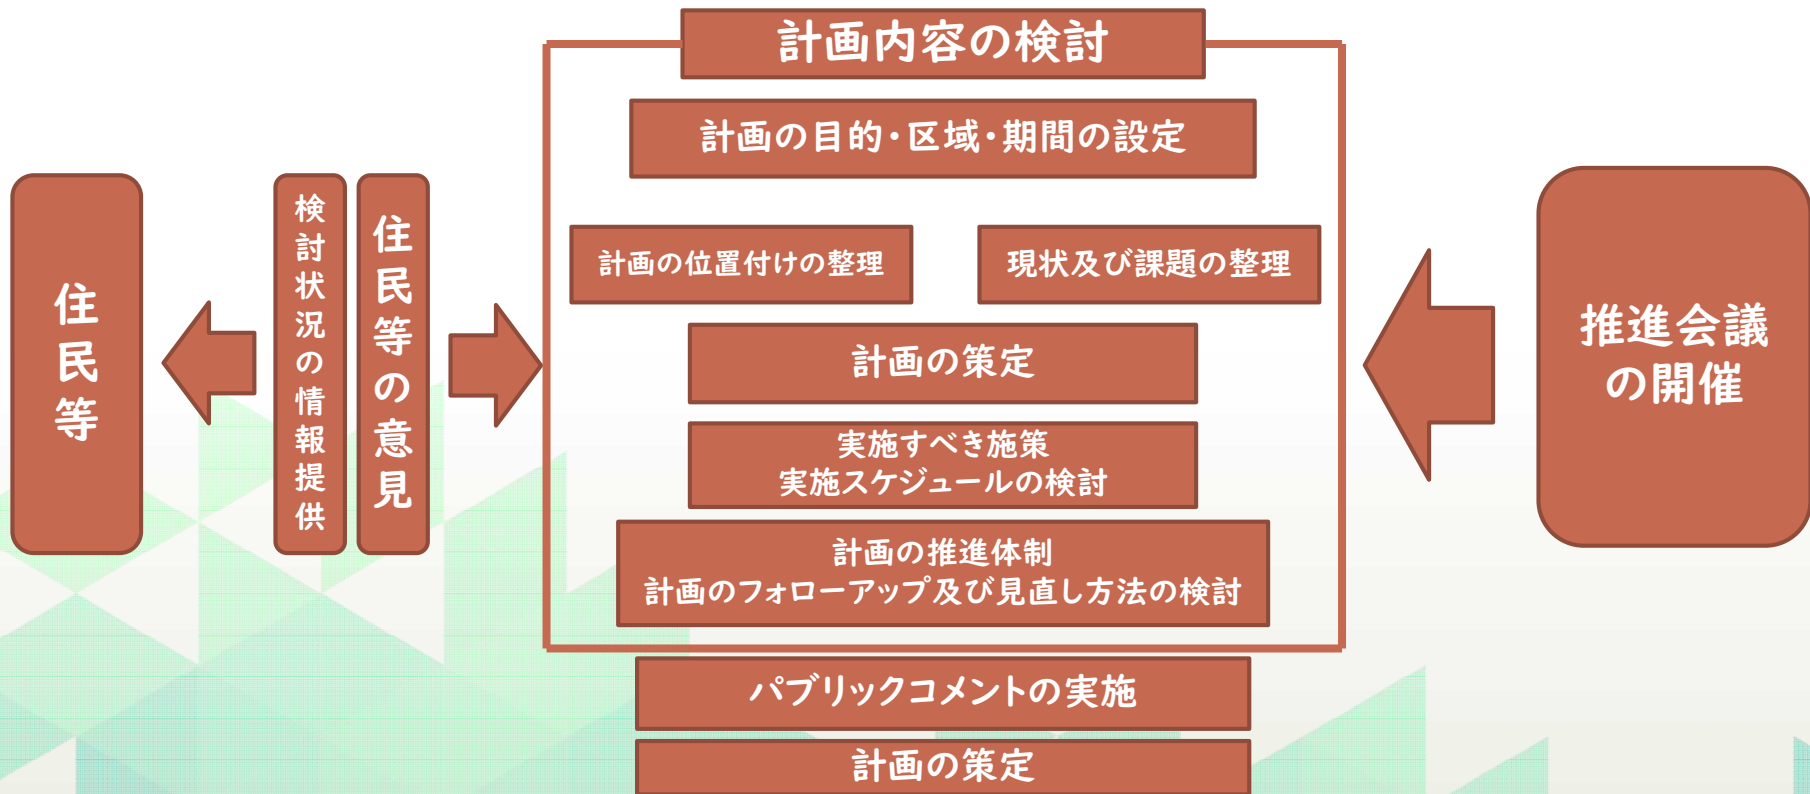 計画内容の検討
計画の目的・区域・期間の設定
計画の位置付けの整理
現状及び課題の整理
計画の策定
実施すべき施策
実施スケジュールの検討
計画の推進体制
計画のフォローアップ及び見直し方法の検討
パブリックコメントの実施
計画の策定
住民等
検討状況の情報提供
住民等の意見
推進会議
の開催